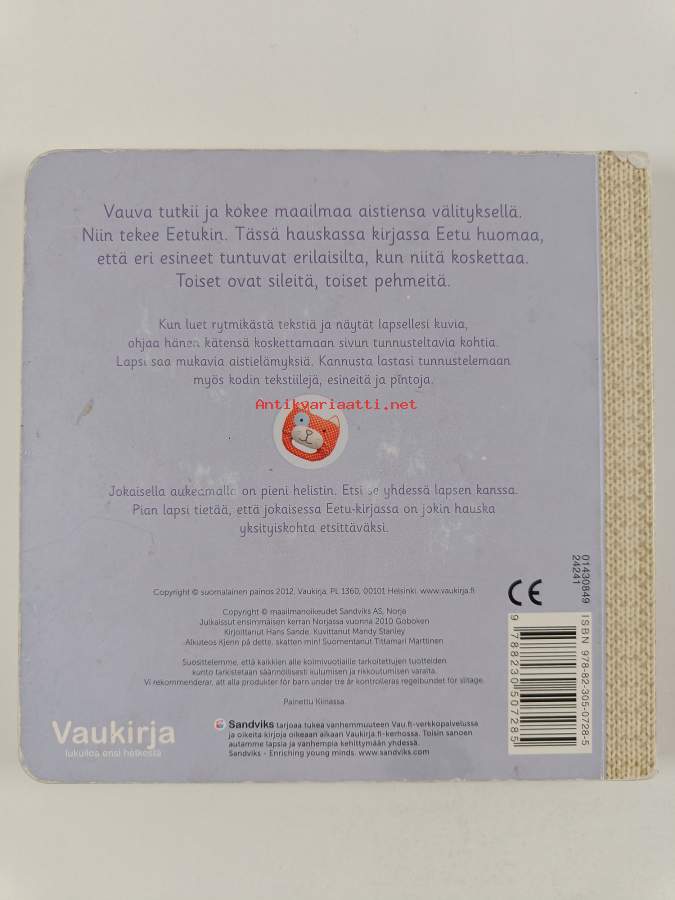 Vauva tutkii ja kokee maailmaa aistiensa välityksellä.
Niin tekee Eetukin. Tässä hauskassa kirjassa Eetu huomaa,
että eri esineet tuntuvat erilaisilta, kun niitä koskettaa.
Toiset ovat sileitä, toiset pehmeitä.
Kun luet rytmikästä tekstiä ja näytät lapsellesi kuvia,
ohjaa hänen kätensä koskettamaan sivun tunnusteltavia kohtia.
Lapsi saa mukavia aistielämyksiä. Kannusta lastasi tunnustelemaan
myös kodin tekstiilejä, esineitä ja pintoja.
Antikvariaatti.net
Jokaisella aukeamalla on pieni helistin. Etsi se yhdessä lapsen kanssa.
Pian lapsi tietää, että jokaisessa Eetu-kirjassa on jokin hauska
yksityiskohta etsittäväksi.
Copyright © suomalainen painos 2012, Vaukirja, PL 1360, 00101 Helsinki. www.vaukirja.fi
Copyright © maailmanoikeudet Sandviks AS, Norja
Julkaissut ensimmäisen kerran Norjassa vuonna 2010 Goboken
Kirjoittanut Hans Sande. Kuvittanut Mandy Stanley
Alkuteos Kjenn på dette, skatten min! Suomentanut Tittamari Marttinen
Suosittelemme, että kaikkien alle kolmivuotiaille tarkoitettujen tuotteiden
kunto tarkistetaan säännöllisesti kulumisen ja rikkoutumisen varalta.
Vi rekommenderar, att alla produkter för barn under tre år kontrolleras regelbundet för slitage.
Painettu Kiinassa.
Vaukirja
lukuiloa ensi hetkestä
Sandviks tarjoaa tukea vanhemmuuteen Vau.fi-verkkopalvelussa
ja oikeita kirjoja oikeaan aikaan Vaukirja.fi-kerhossa. Toisin sanoen
autamme lapsia ja vanhempia kehittymään yhdessä.
Sandviks - Enriching young minds. www.sandviks.com
CE
01430849
24241
ISBN 978-82-305-0728-5
9788230507285